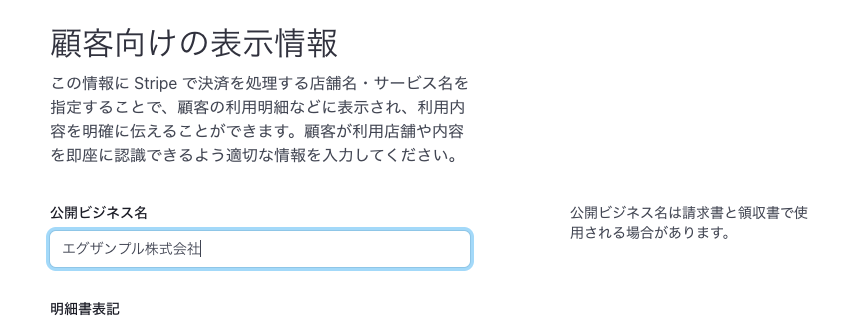 顧客向けの表示情報
この情報に Stripe で決済を処理する店舗名・サービス名を
指定することで、顧客の利用明細などに表示され、利用内
容を明確に伝えることができます。顧客が利用店舗や内容
を即座に認識できるよう適切な情報を入力してください。
公開ビジネス名
エグザンプル株式会社
公開ビジネス名は請求書と領収書で使
用される場合があります。
明細書表記